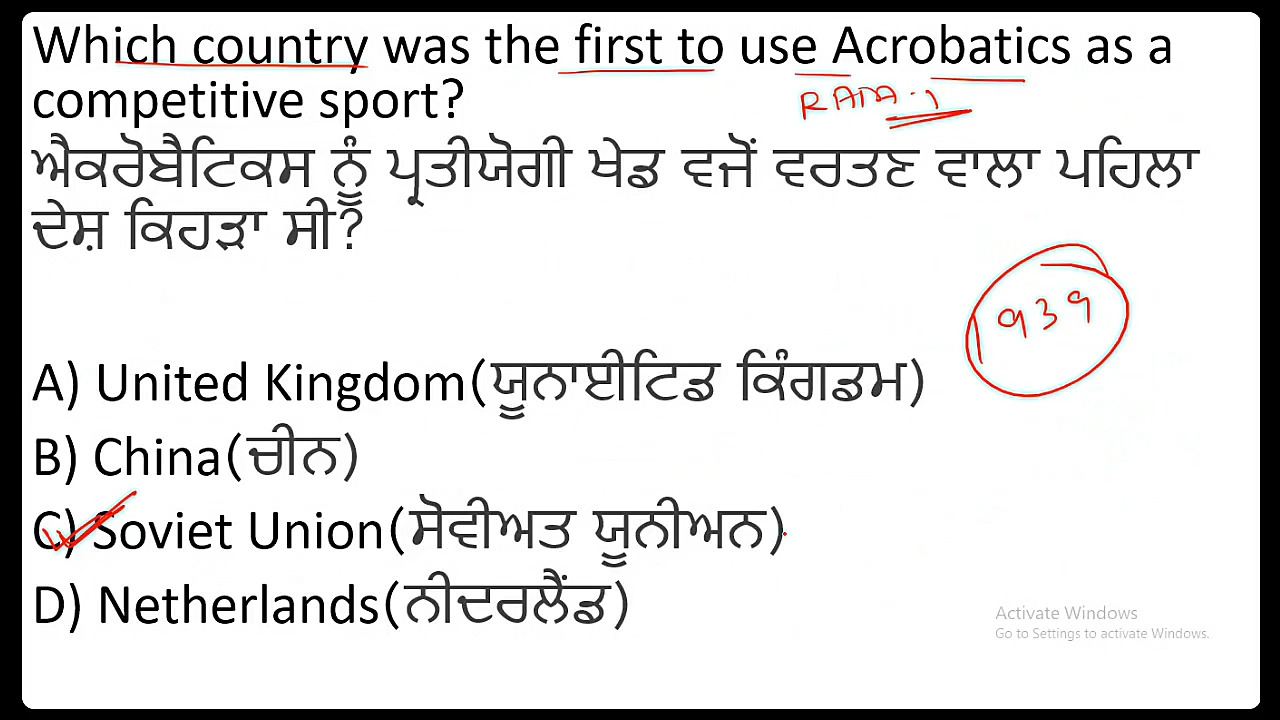 Which country was the first to use Acrobatics as a
competitive sport?
ਐਕਰੋਬੈਟਿਕਸ ਨੂੰ ਪ੍ਰਤੀਯੋਗੀ ਖੇਡ ਵਜੋਂ ਵਰਤਣ ਵਾਲਾ ਪਹਿਲਾ
ਦੇਸ਼ ਕਿਹੜਾ ਸੀ?
1939
A) United Kingdom(ਯੂਨਾਈਟਿਡ ਕਿੰਗਡਮ)
B) China(ਚੀਨ)
C) Soviet Union(ਸੋਵੀਅਤ ਯੂਨੀਅਨ)
D) Netherlands(ਨੀਦਰਲੈਂਡ)
Activate Windows
Go to Settings to activate Windows.